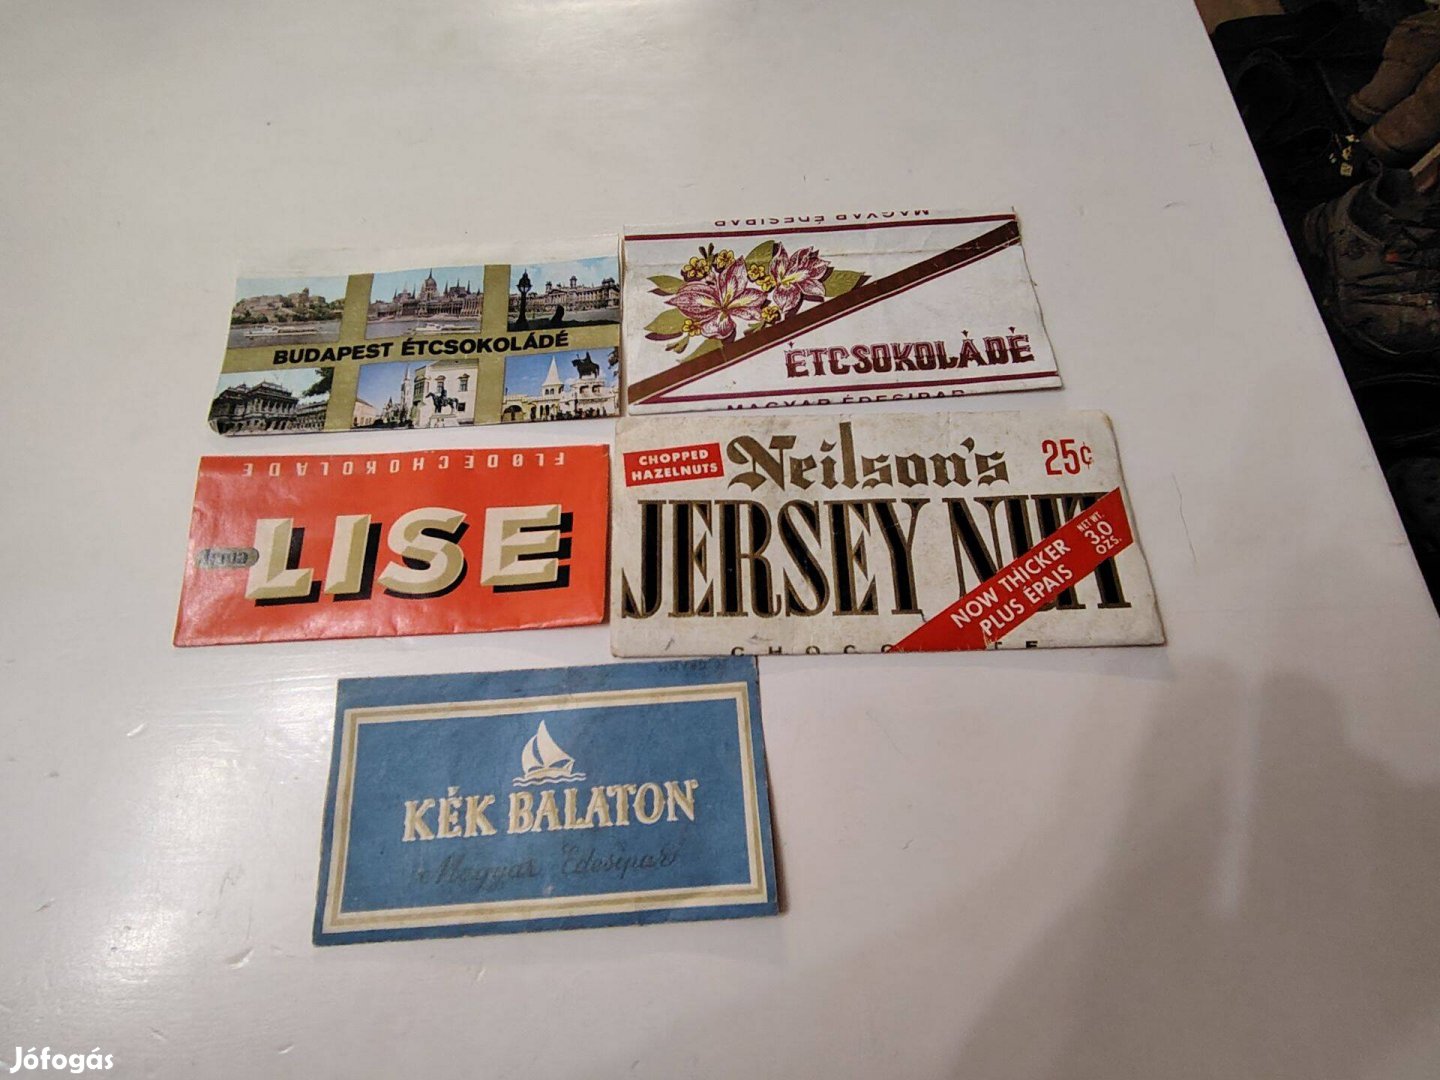 BUDAPEST ÉTCSOKOLÁDÉ
MAGYAR ÉDESIPAR
ÉTCSOKOLÁDÉ
MAGYAR ÉDESIPAR
FLØDECHOKOLADE
LISE
CHOPPED
HAZELNUTS
Neilson's
25¢
JERSEY NUT
NET WT.
3.0
OZS.
NOW THICKER
PLUS ÉPAIS
KÉK BALATON
Magyar Édesipar
Jófogás